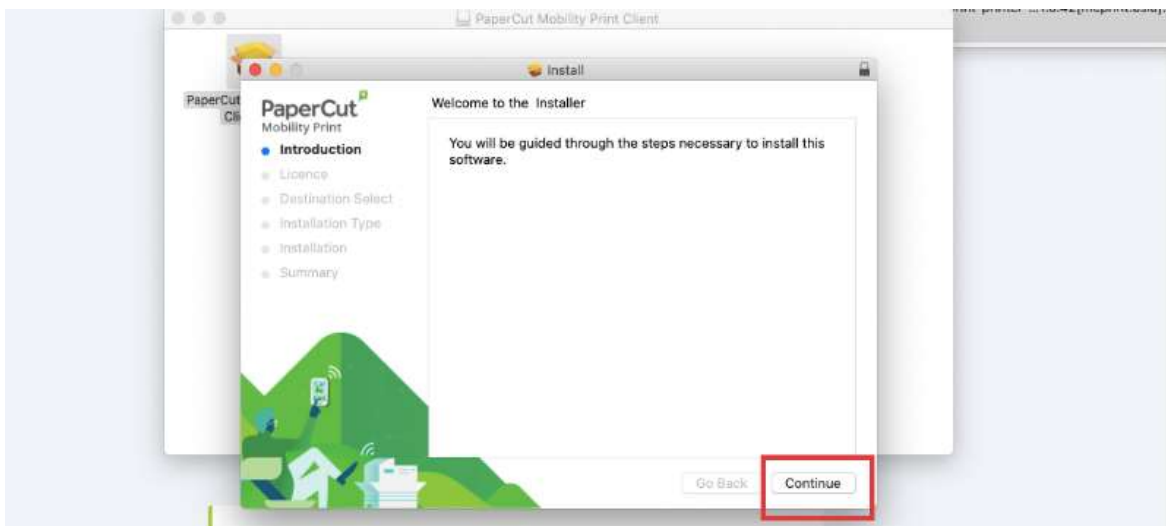 PaperCut Mobility Print Client
Install
PaperCut
PaperCut
Mobility Print
Welcome to the Installer
You will be guided through the steps necessary to install this
software.
Introduction
Licence
Destination Select
Installation Type
Installation
Summary
Go Back
Continue